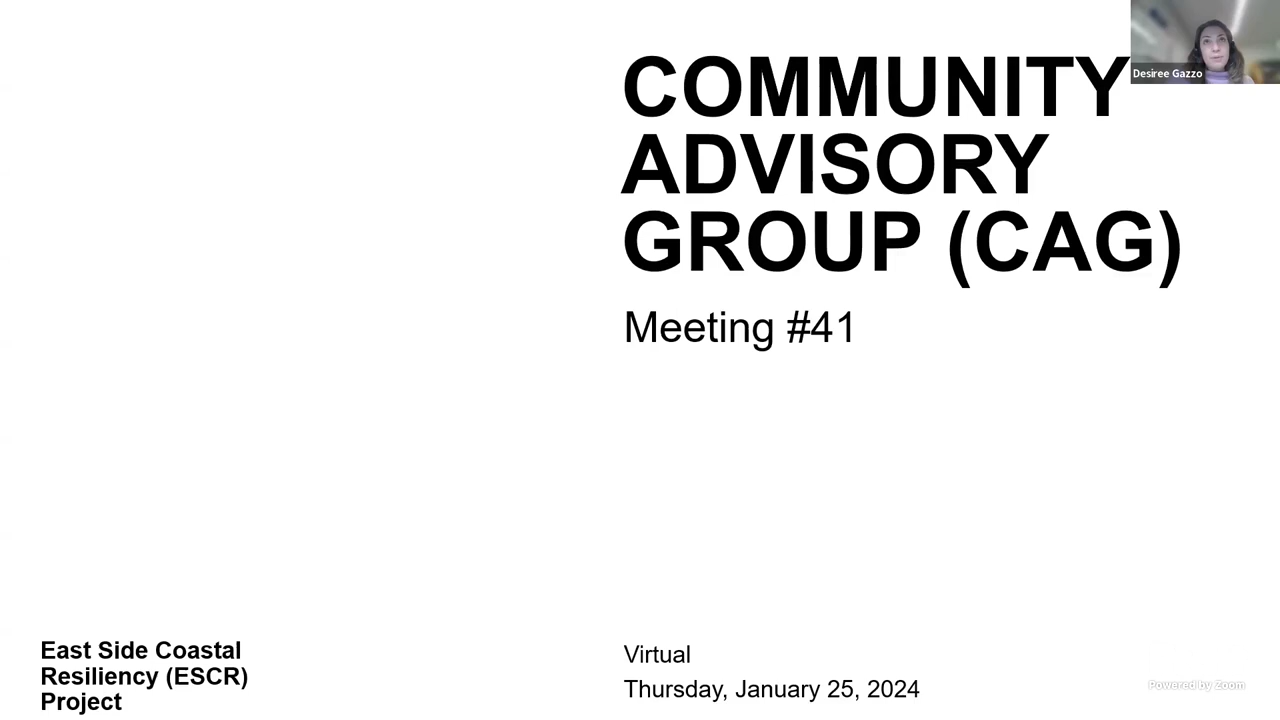 COMMUNITY
ADVISORY
GROUP (CAG)
Desiree Gazzo
Meeting #41
East Side Coastal
Resiliency (ESCR)
Project
Virtual
Thursday, January 25, 2024
Powered by Zoom